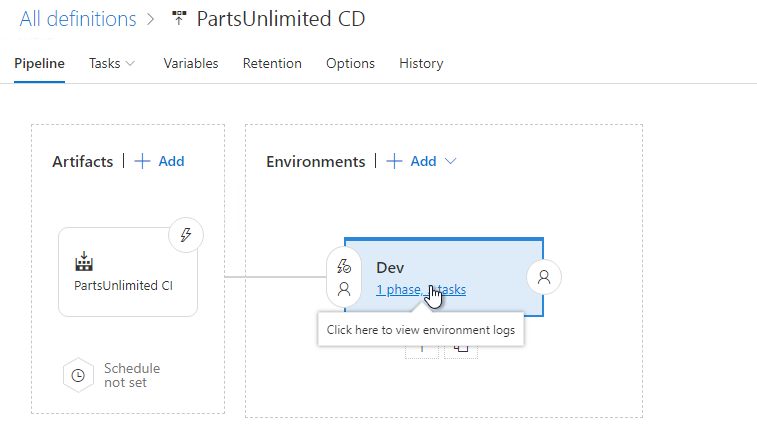 All definitions > PartsUnlimited CD
Pipeline Tasks Variables Retention Options History
Artifacts | + Add
Environments | + Add
PartsUnlimited CI
Dev
1 phase, tasks
Click here to view environment logs
Schedule
not set